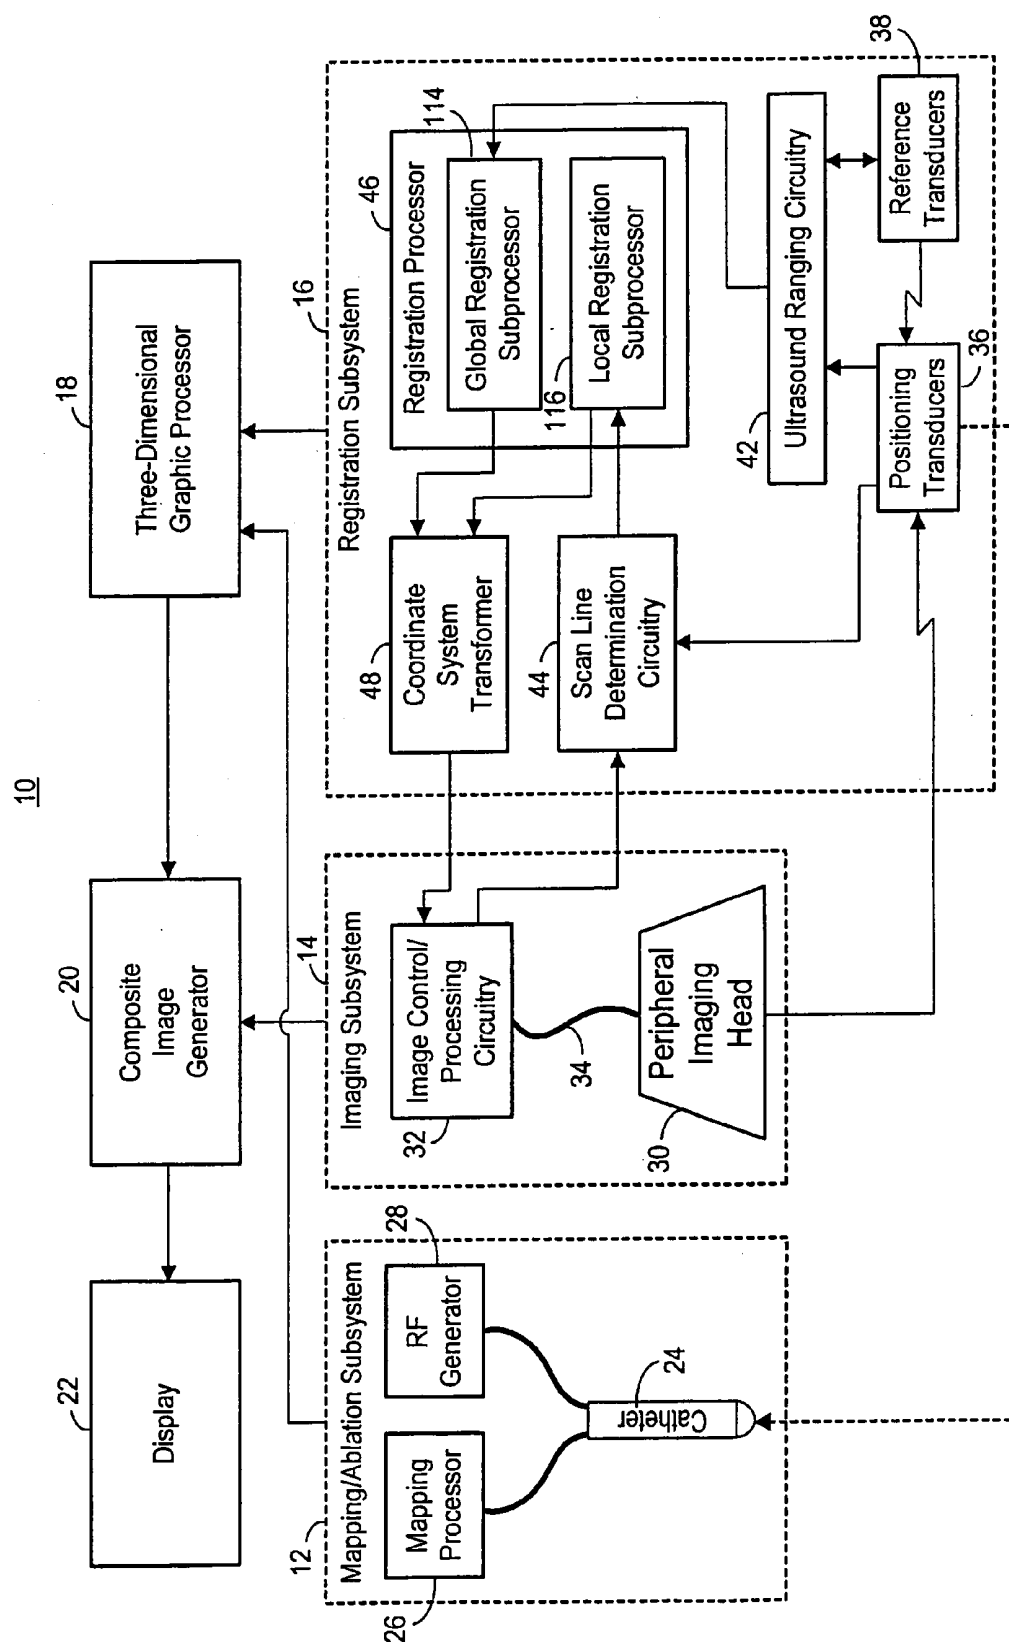 10
22
Display
20
Composite
Image
Generator
18
Three-Dimensional
Graphic Processor
12
Mapping/Ablation Subsystem
26
Mapping
Processor
28
RF
Generator
24
Catheter
14
Imaging Subsystem
32
Image Control/
Processing
Circuitry
34
30
Peripheral
Imaging
Head
16
Registration Subsystem
48
Coordinate
System
Transformer
46
Registration Processor
114
Global Registration
Subprocessor
116
Local Registration
Subprocessor
44
Scan Line
Determination
Circuitry
42
Ultrasound Ranging Circuitry
36
Positioning
Transducers
38
Reference
Transducers